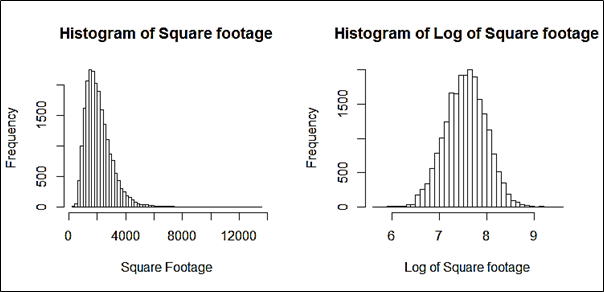 Histogram of Square footage
Frequency
1500
500
0
0
4000
8000
12000
Square Footage
Histogram of Log of Square footage
Frequency
1500
500
0
6
7
8
9
Log of Square footage